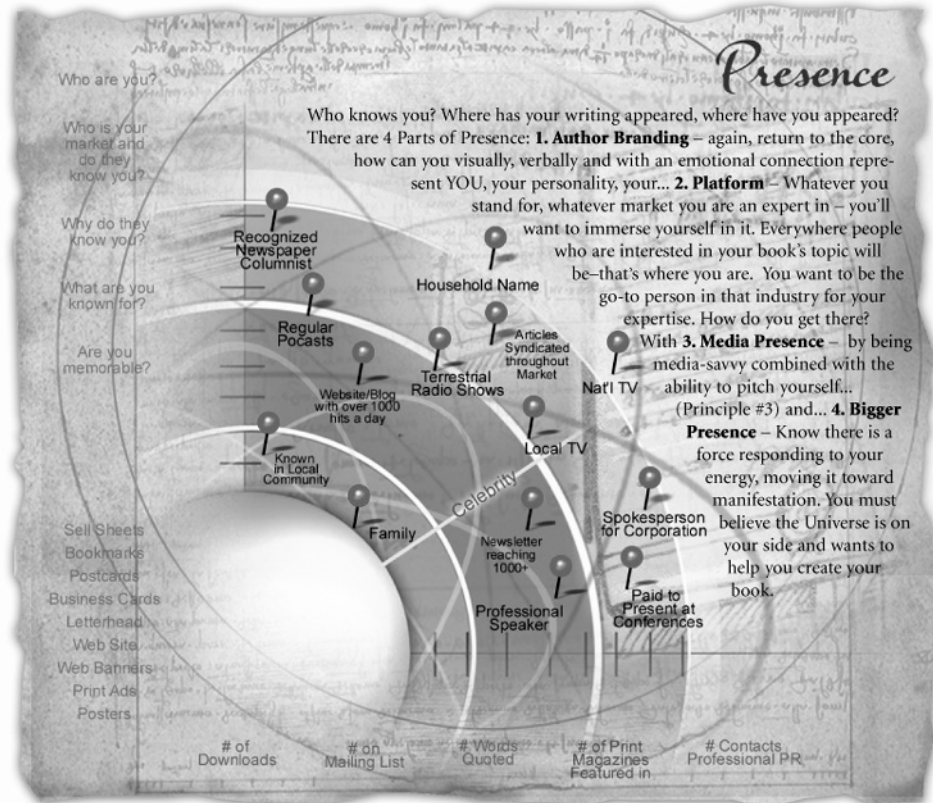 Presence
Who knows you? Where has your writing appeared, where have you appeared?
There are 4 Parts of Presence: 1. Author Branding – again, return to the core,
how can you visually, verbally and with an emotional connection repre-
sent YOU, your personality, your... 2. Platform – Whatever you
stand for, whatever market you are an expert in – you'll
want to immerse yourself in it. Everywhere people
who are interested in your book's topic will
be–that's where you are. You want to be the
go-to person in that industry for your
expertise. How do you get there?
With 3. Media Presence – by being
media-savvy combined with the
ability to pitch yourself...
(Principle #3) and... 4. Bigger
Presence – Know there is a
force responding to your
energy, moving it toward
manifestation. You must
believe the Universe is on
your side and wants to
help you create your
book.
Who are you?
Who is your
market and
do they
know you?
Why do they
know you?
What are you
known for?
Are you
memorable?
Recognized
Newspaper
Columnist
Household Name
Regular
Pocasts
Terrestrial
Radio Shows
Articles
Syndicated
throughout
Market
Nat'l TV
Website/Blog
with over 1000
hits a day
Local TV
Known
in Local
Community
Family
Celebrity
Newsletter
reaching
1000+
Spokesperson
for Corporation
Professional
Speaker
Paid to
Present at
Conferences
Sell Sheets
Bookmarks
Postcards
Business Cards
Letterhead
Web Site
Web Banners
Print Ads
Posters
# of
Downloads
# on
Mailing List
# Words
Quoted
# of Print
Magazines
Featured in
# Contacts
Professional PR